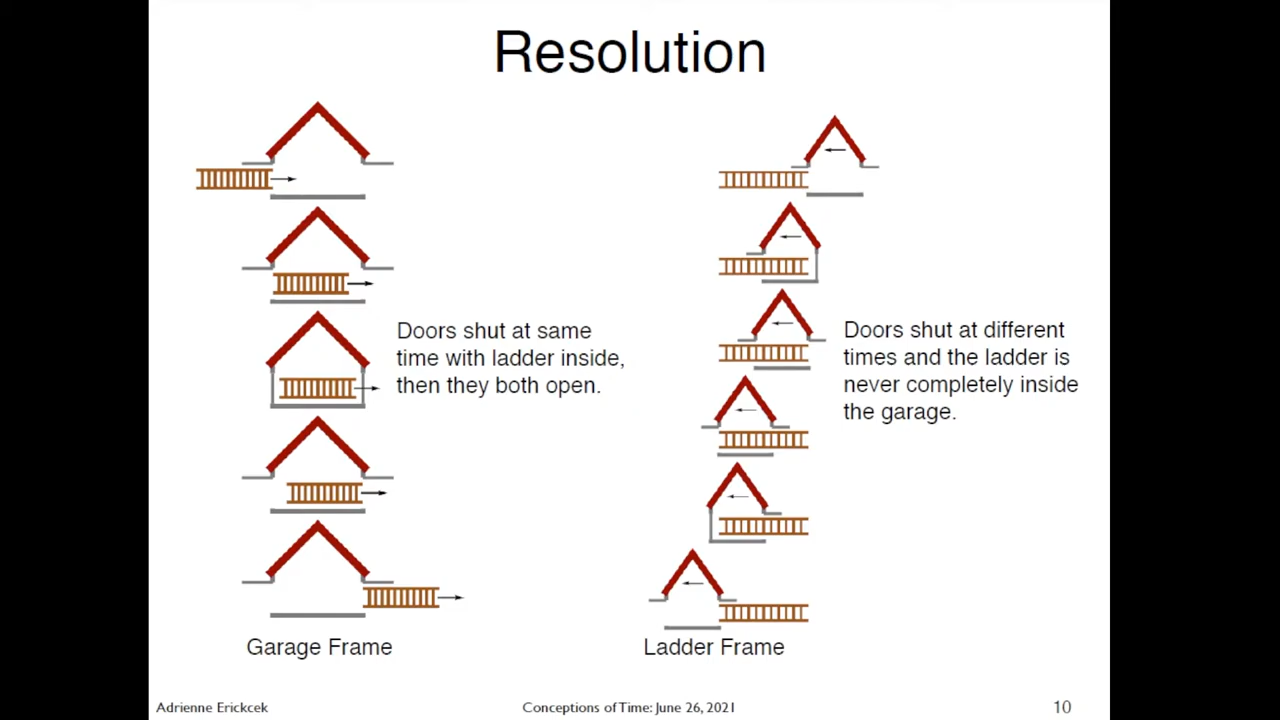 Resolution
Doors shut at same
time with ladder inside,
then they both open.
Doors shut at different
times and the ladder is
never completely inside
the garage.
Garage Frame
Ladder Frame
Adrienne Erickcek
Conceptions of Time: June 26, 2021
10